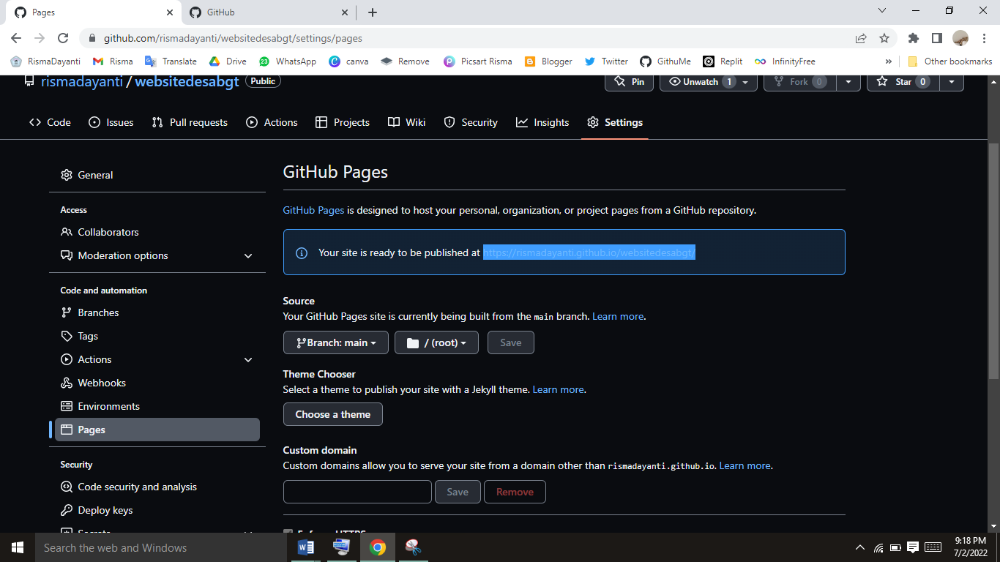 Pages
GitHub
github.com/rismadayanti/websitedesabgt/settings/pages
RismaDayanti Risma Translate Drive 23 WhatsApp canva Remove Picsart Risma Blogger Twitter GithuMe Replit InfinityFree » Other bookmarks
rismadayanti / websitedesabgt Public
Pin Unwatch 1 Fork 0 Star 0
Code Issues Pull requests Actions Projects Wiki Security Insights Settings
General
Access
Collaborators
Moderation options
Code and automation
Branches
Tags
Actions
Webhooks
Environments
Pages
Security
Code security and analysis
Deploy keys
Secrets
GitHub Pages
GitHub Pages is designed to host your personal, organization, or project pages from a GitHub repository.
Your site is ready to be published at https://rismadayanti.github.io/websitedesabgt/
Source
Your GitHub Pages site is currently being built from the main branch. Learn more.
Branch: main / (root) Save
Theme Chooser
Select a theme to publish your site with a Jekyll theme. Learn more.
Choose a theme
Custom domain
Custom domains allow you to serve your site from a domain other than rismadayanti.github.io. Learn more.
Save Remove
Enforce HTTPS
Search the web and Windows
9:18 PM
7/2/2022